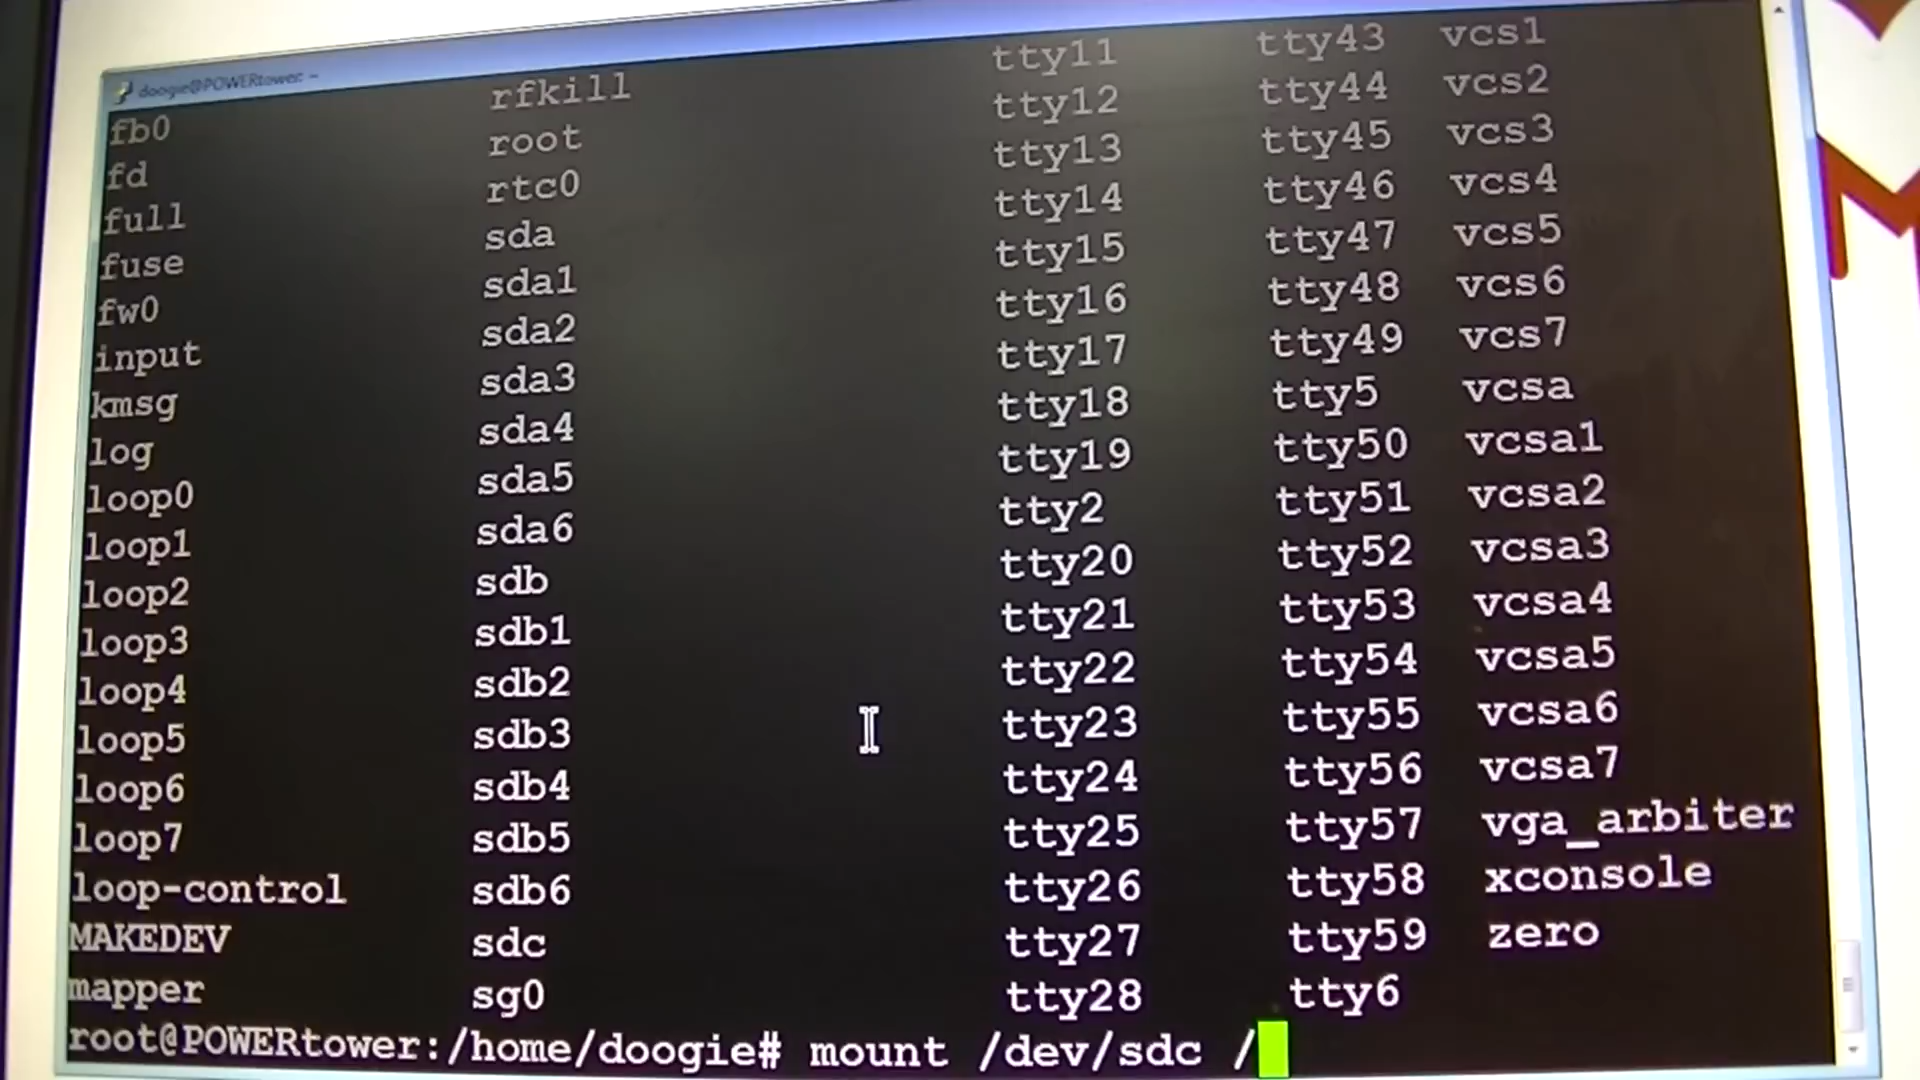 doogie@POWERtower: ~
tty11 tty43 vcs1
rfkill tty12 tty44 vcs2
fb0 root tty13 tty45 vcs3
fd rtc0 tty14 tty46 vcs4
full sda tty15 tty47 vcs5
fuse sda1 tty16 tty48 vcs6
fw0 sda2 tty17 tty49 vcs7
input sda3 tty18 tty5 vcsa
kmsg sda4 tty19 tty50 vcsa1
log sda5 tty2 tty51 vcsa2
loop0 sda6 tty20 tty52 vcsa3
loop1 sdb tty21 tty53 vcsa4
loop2 sdb1 tty22 tty54 vcsa5
loop3 sdb2 tty23 tty55 vcsa6
loop4 sdb3 tty24 tty56 vcsa7
loop5 sdb4 tty25 tty57 vga_arbiter
loop6 sdb5 tty26 tty58 xconsole
loop7 sdb6 tty27 tty59 zero
loop-control sdc tty28 tty6
MAKEDEV sg0
mapper
root@POWERtower:/home/doogie# mount /dev/sdc /